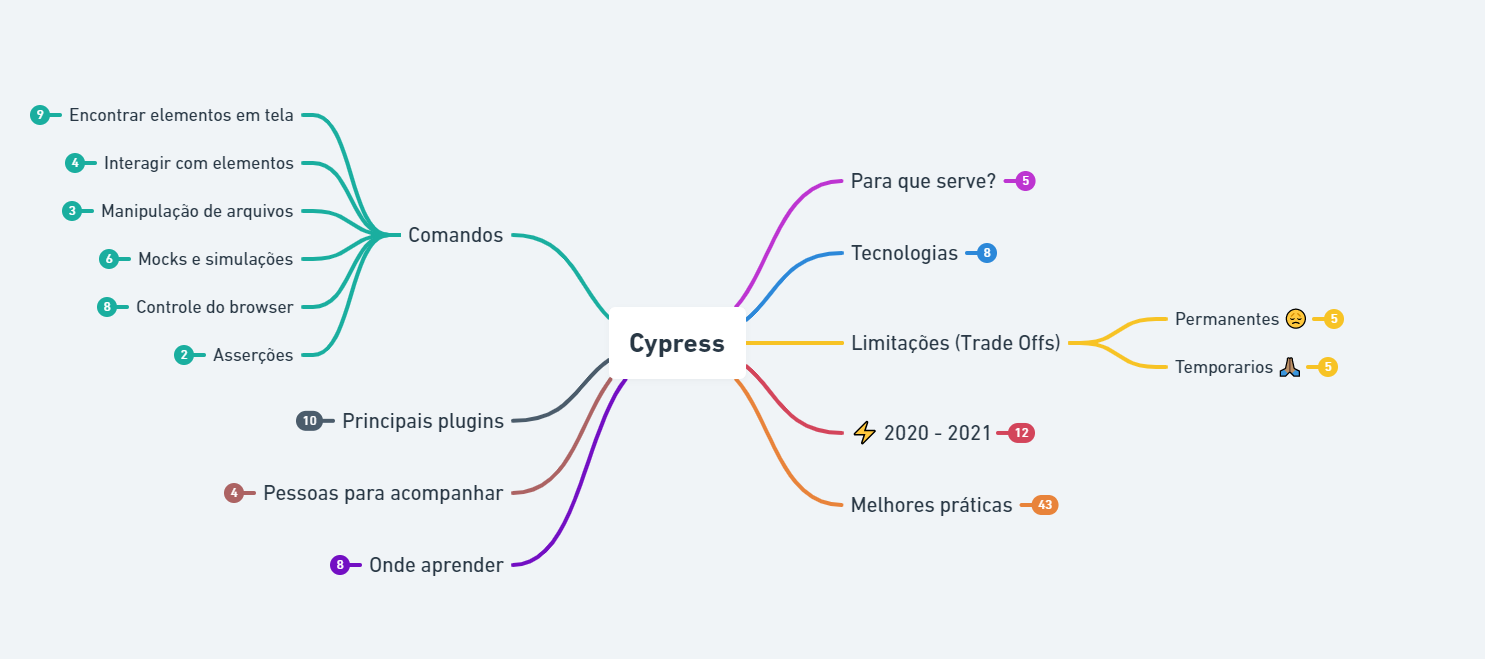 Cypress
Comandos
9 Encontrar elementos em tela
4 Interagir com elementos
3 Manipulação de arquivos
6 Mocks e simulações
8 Controle do browser
2 Asserções
10 Principais plugins
4 Pessoas para acompanhar
8 Onde aprender
Para que serve? 5
Tecnologias 8
Limitações (Trade Offs)
Permanentes 😔 5
Temporarios 🙏🏾 5
⚡ 2020 - 2021 12
Melhores práticas 43